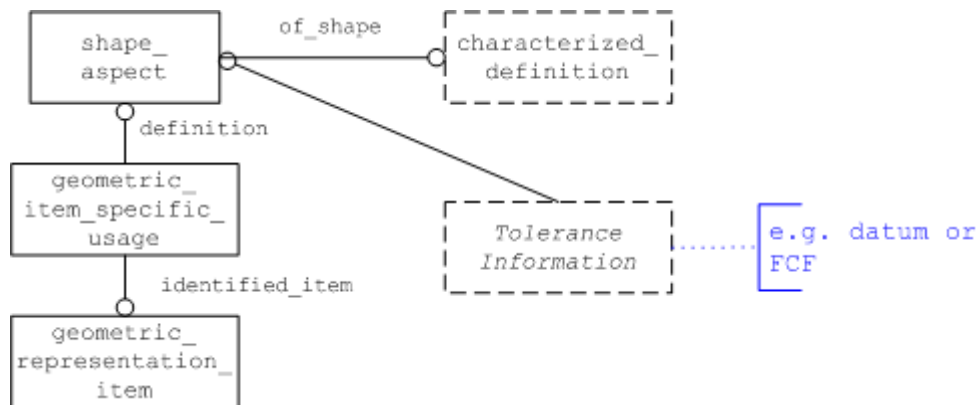 of_shape
shape_
aspect
characterized_
definition
definition
geometric_
item_specific_
usage
Tolerance
Information
e.g. datum or
FCF
identified_item
geometric_
representation_
item